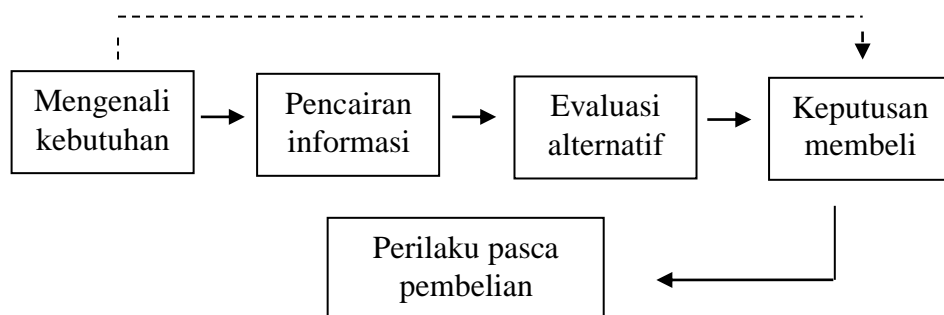 Mengenali
kebutuhan
Pencairan
informasi
Evaluasi
alternatif
Keputusan
membeli
Perilaku pasca
pembelian